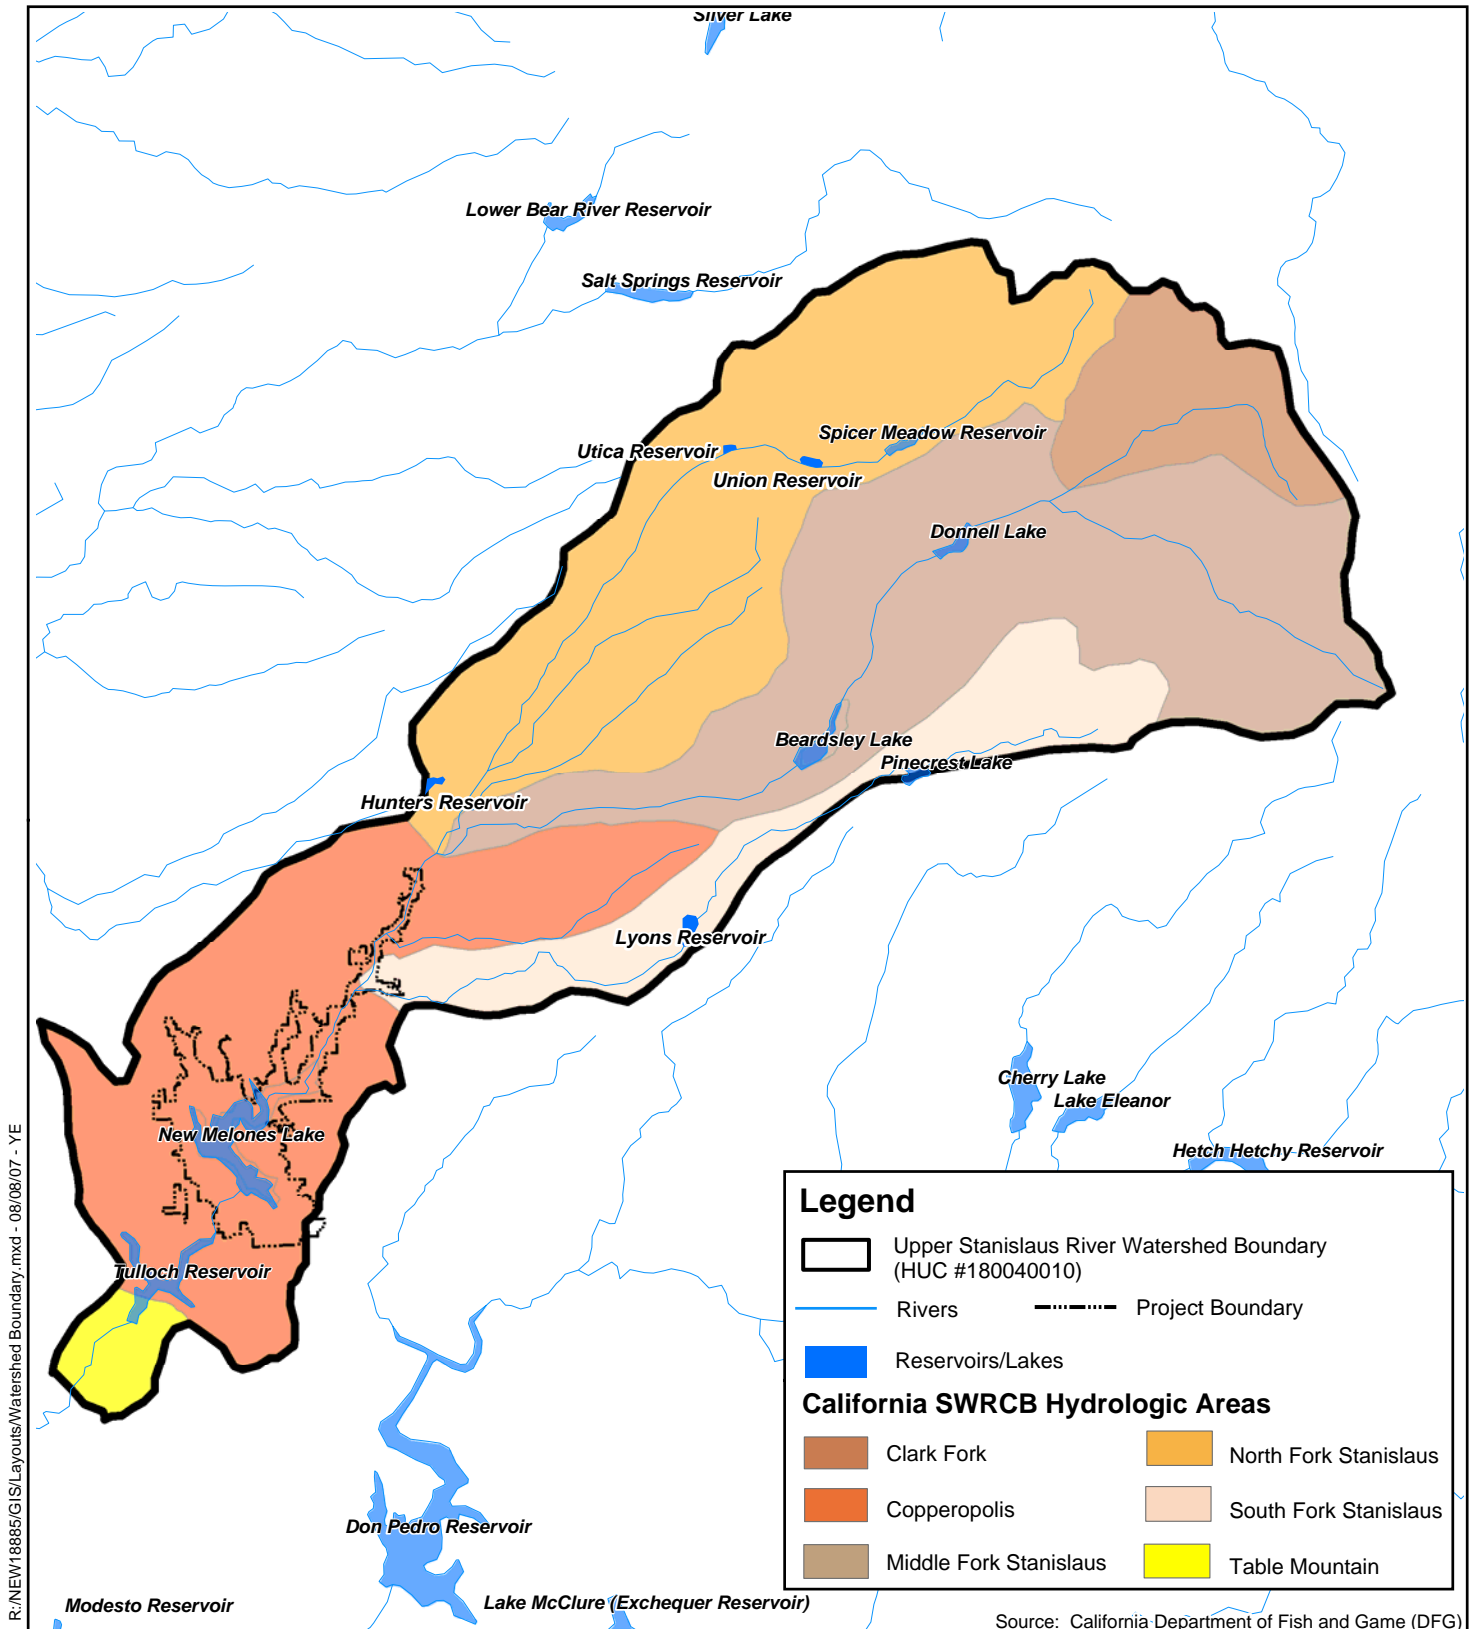 Silver Lake
Lower Bear River Reservoir
Salt Springs Reservoir
Spicer Meadow Reservoir
Utica Reservoir
Union Reservoir
Donnell Lake
Beardsley Lake
Pinecrest Lake
Hunters Reservoir
Lyons Reservoir
Cherry Lake
Lake Eleanor
New Melones Lake
Hetch Hetchy Reservoir
Tulloch Reservoir
Don Pedro Reservoir
Lake McClure (Exchequer Reservoir)
Modesto Reservoir
Legend
Upper Stanislaus River Watershed Boundary
(HUC #180040010)
Rivers
Project Boundary
Reservoirs/Lakes
California SWRCB Hydrologic Areas
Clark Fork
North Fork Stanislaus
Copperopolis
South Fork Stanislaus
Middle Fork Stanislaus
Table Mountain
Source: California Department of Fish and Game (DFG)
R:/NEW18885/GIS/Layouts/Watershed Boundary.mxd - 08/08/07 - YE